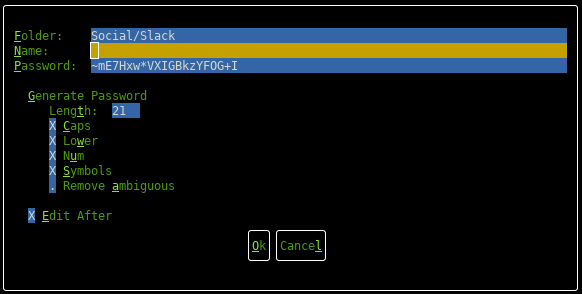 Folder: Social/Slack
Name:
Password: ~mE7Hxw*VXIGBkzYFOG+I
Generate Password
Length: 21
X Caps
X Lower
X Num
X Symbols
. Remove ambiguous
X Edit After
Ok Cancel